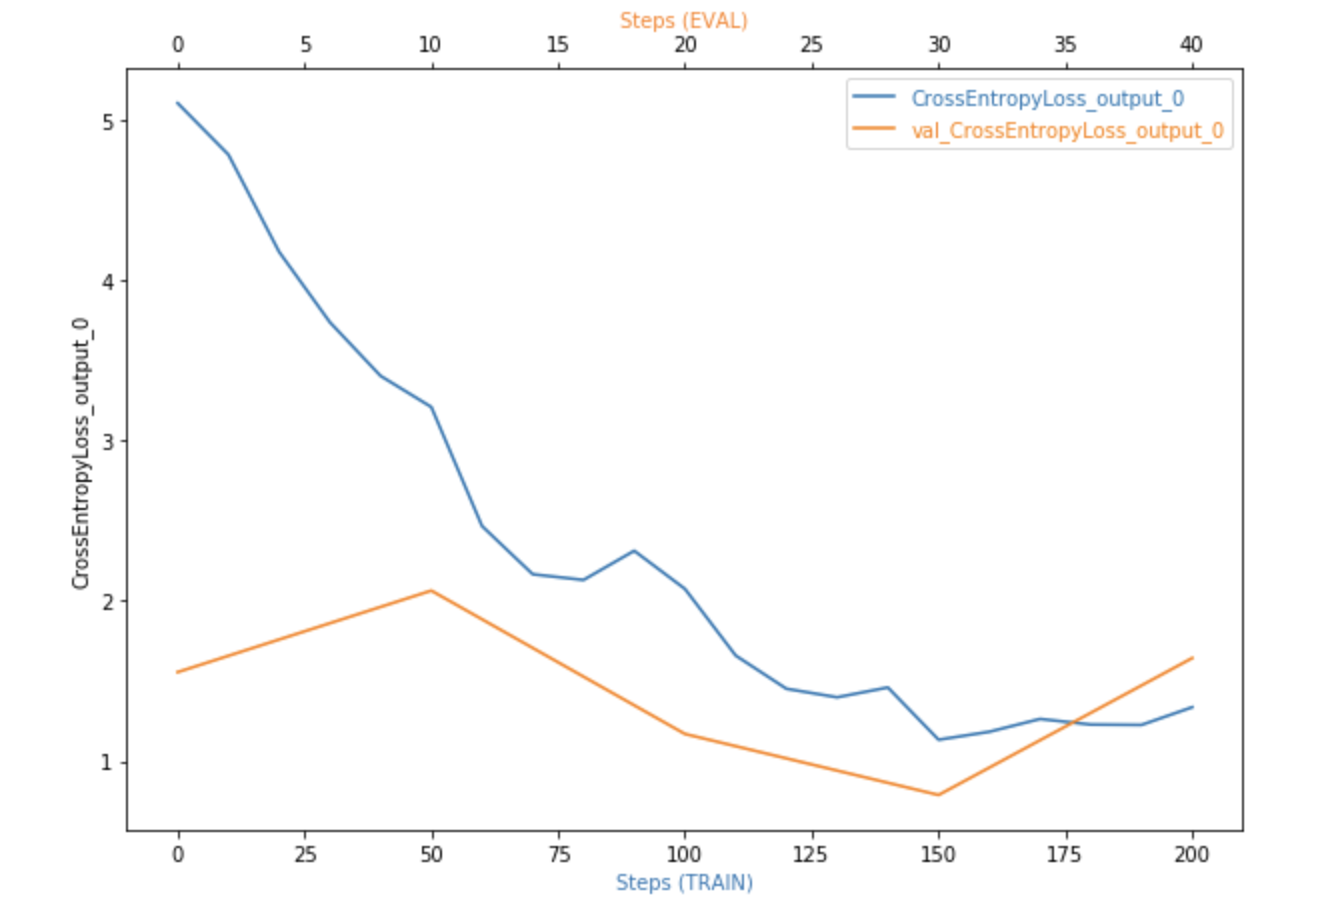 Steps (EVAL)
0 5 10 15 20 25 30 35 40
CrossEntropyLoss_output_0
val_CrossEntropyLoss_output_0
5
4
3
2
1
CrossEntropyLoss_output_0
0 25 50 75 100 125 150 175 200
Steps (TRAIN)